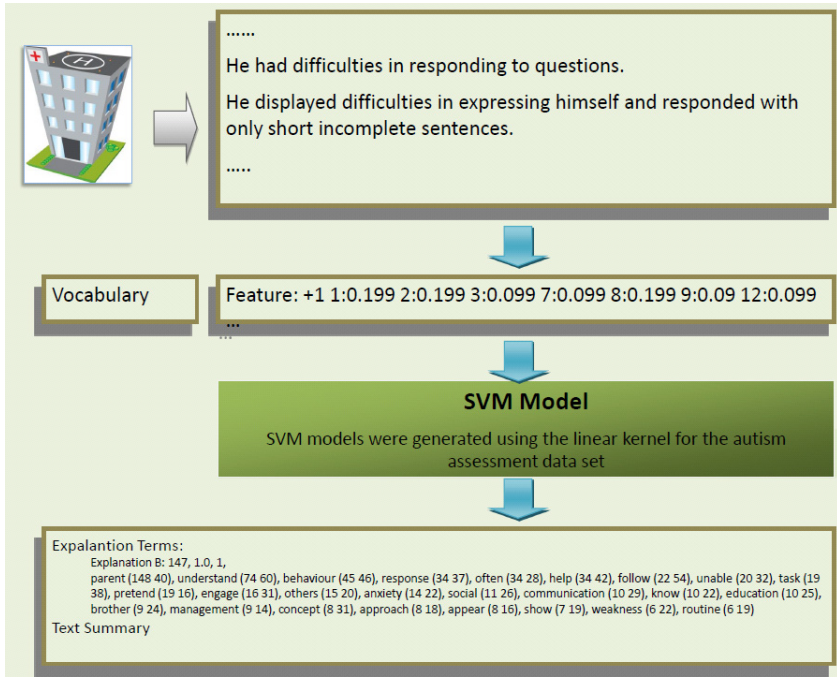 ......
He had difficulties in responding to questions.
He displayed difficulties in expressing himself and responded with
only short incomplete sentences.
.....
Vocabulary
Feature: +1 1:0.199 2:0.199 3:0.099 7:0.099 8:0.199 9:0.09 12:0.099
...
...
SVM Model
SVM models were generated using the linear kernel for the autism
assessment data set
Expalantion Terms:
Explanation B: 147, 1.0, 1,
parent (148 40), understand (74 60), behaviour (45 46), response (34 37), often (34 28), help (34 42), follow (22 54), unable (20 32), task (19
38), pretend (19 16), engage (16 31), others (15 20), anxiety (14 22), social (11 26), communication (10 29), know (10 22), education (10 25),
brother (9 24), management (9 14), concept (8 31), approach (8 18), appear (8 16), show (7 19), weakness (6 22), routine (6 19)
Text Summary
H